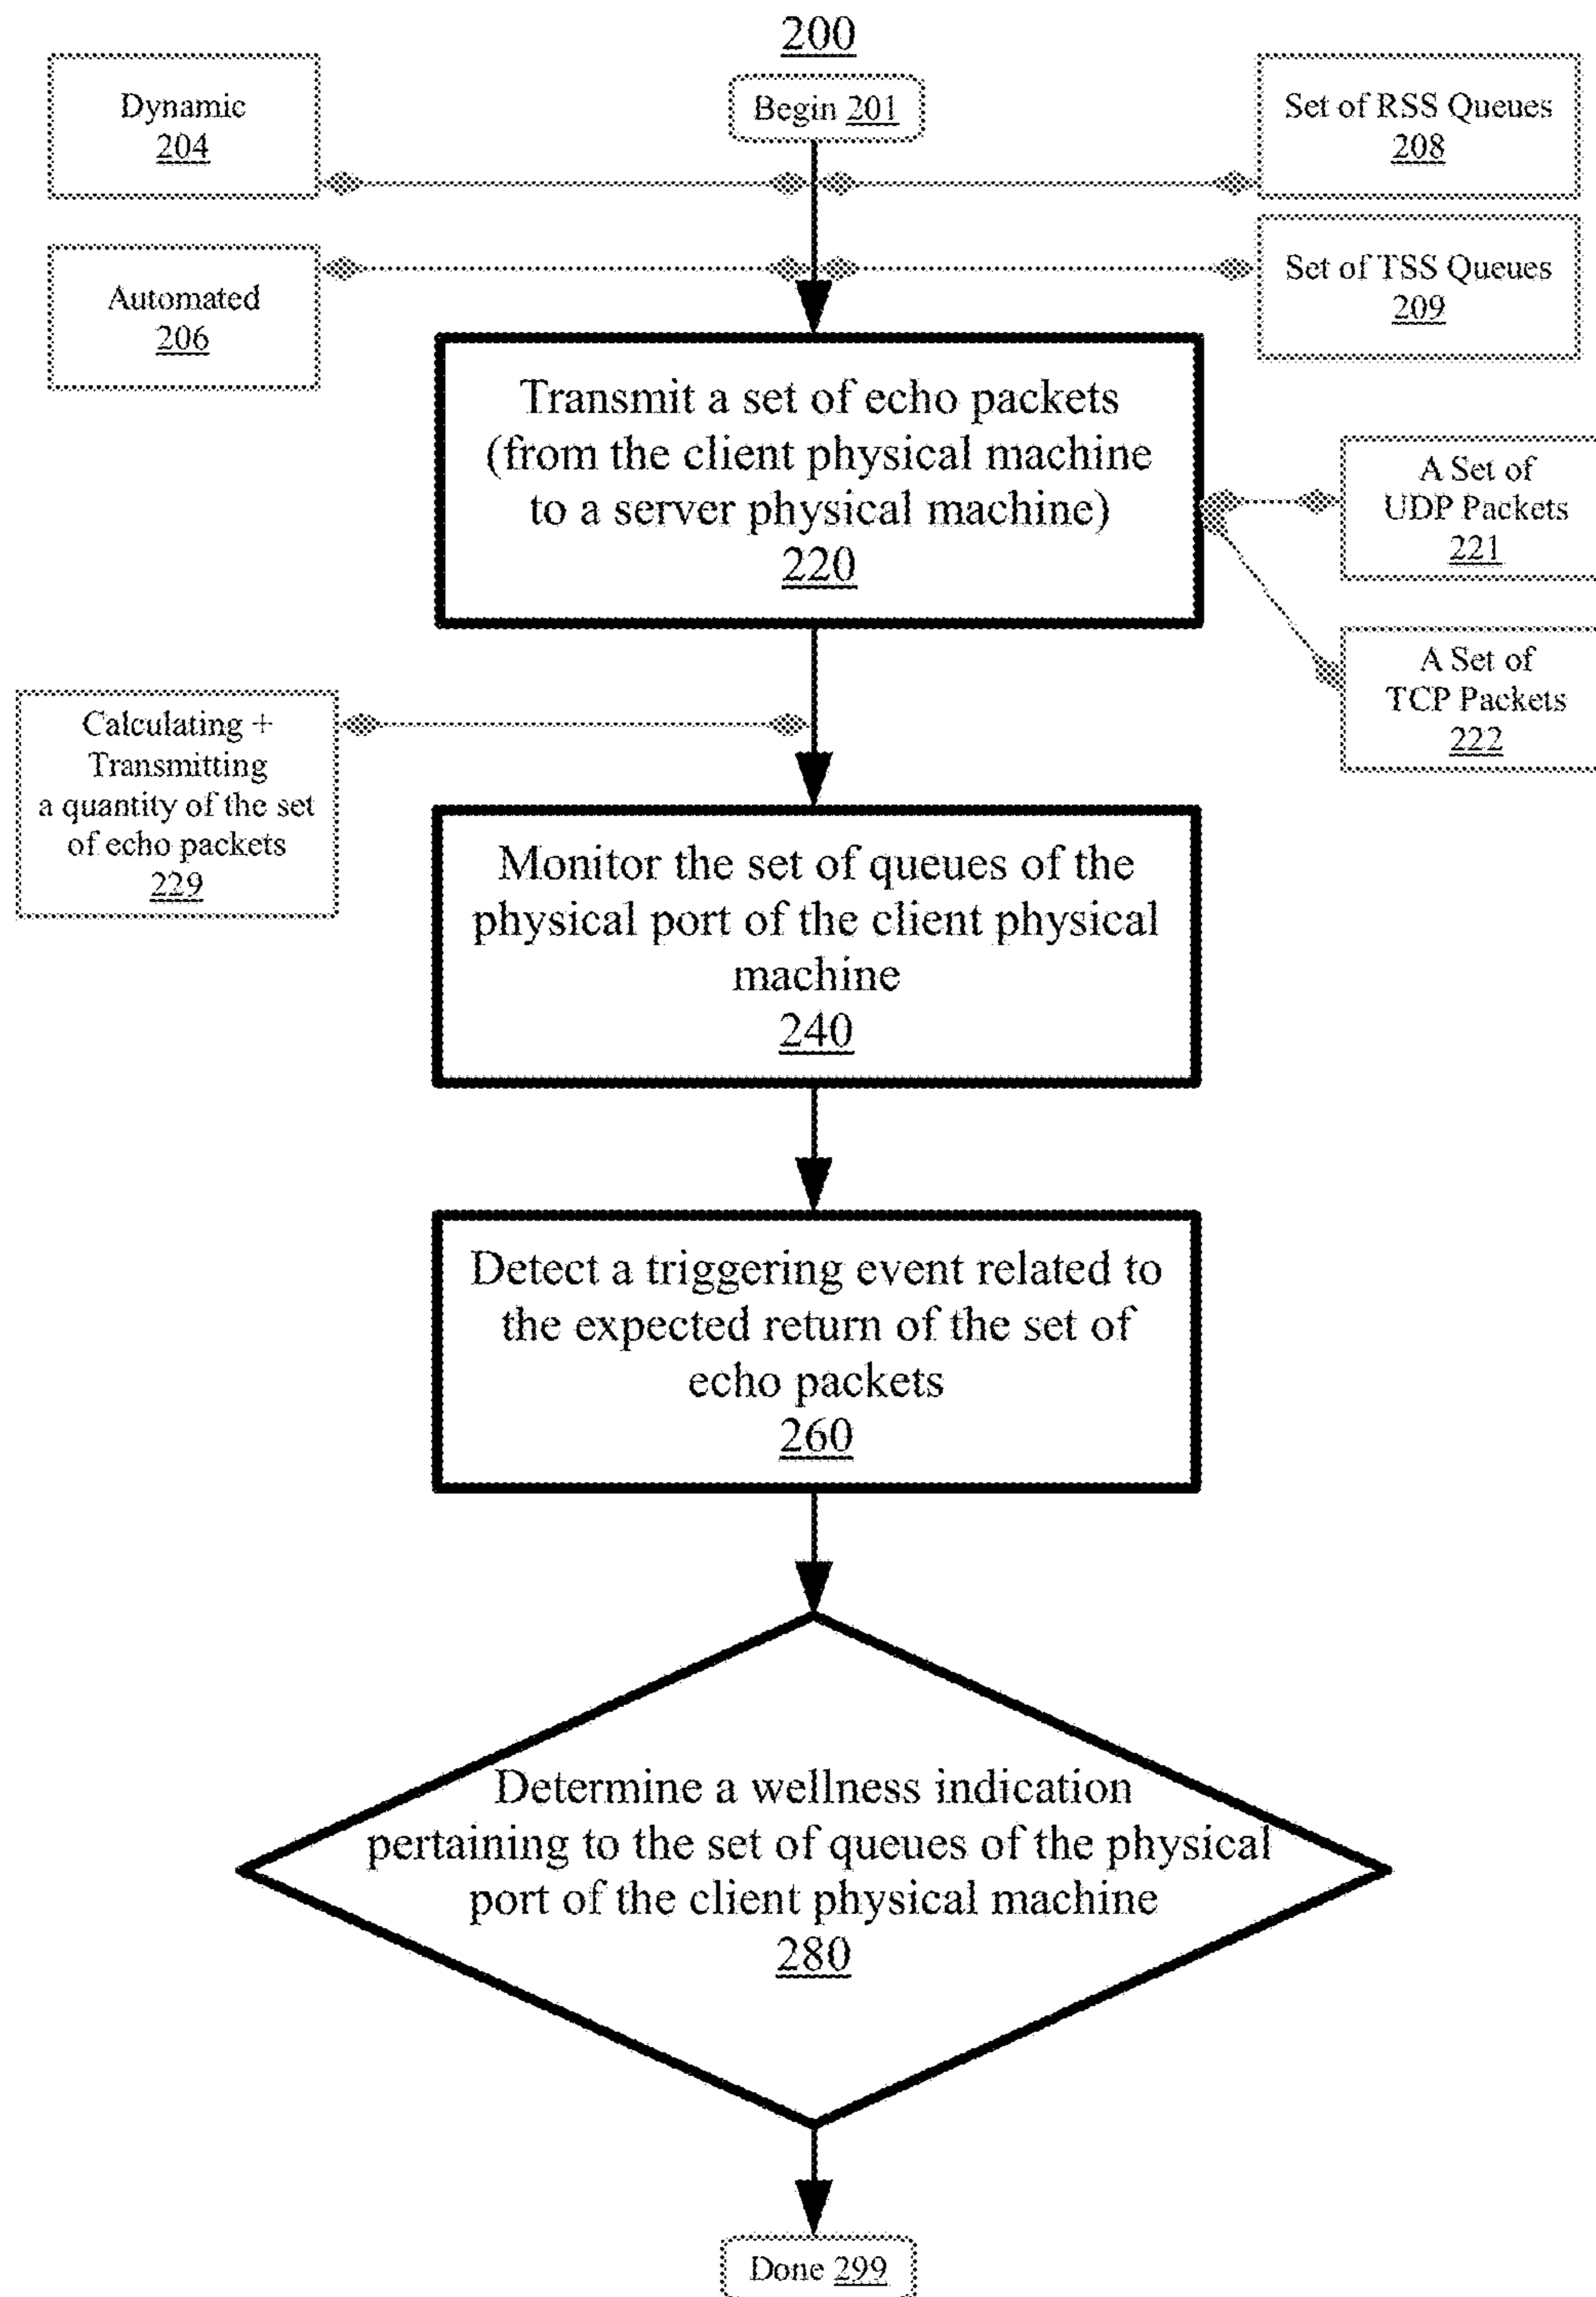 200
Begin 201
Dynamic
204
Set of RSS Queues
208
Automated
206
Set of TSS Queues
209
Transmit a set of echo packets
(from the client physical machine
to a server physical machine)
220
A Set of
UDP Packets
221
A Set of
TCP Packets
222
Calculating +
Transmitting
a quantity of the set
of echo packets
229
Monitor the set of queues of the
physical port of the client physical
machine
240
Detect a triggering event related to
the expected return of the set of
echo packets
260
Determine a wellness indication
pertaining to the set of queues of the physical
port of the client physical machine
280
Done 299